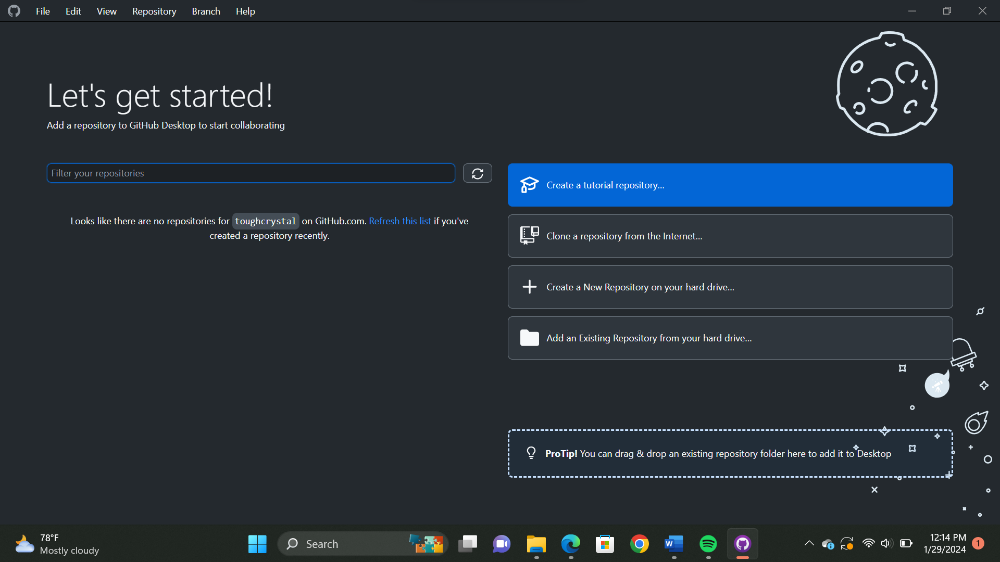 File Edit View Repository Branch Help
Let's get started!
Add a repository to GitHub Desktop to start collaborating
Filter your repositories
Looks like there are no repositories for toughcrystal on GitHub.com. Refresh this list if you've
created a repository recently.
Create a tutorial repository...
Clone a repository from the Internet...
Create a New Repository on your hard drive...
Add an Existing Repository from your hard drive...
ProTip! You can drag & drop an existing repository folder here to add it to Desktop
78°F
Mostly cloudy
Search
W
12:14 PM
1/29/2024
1